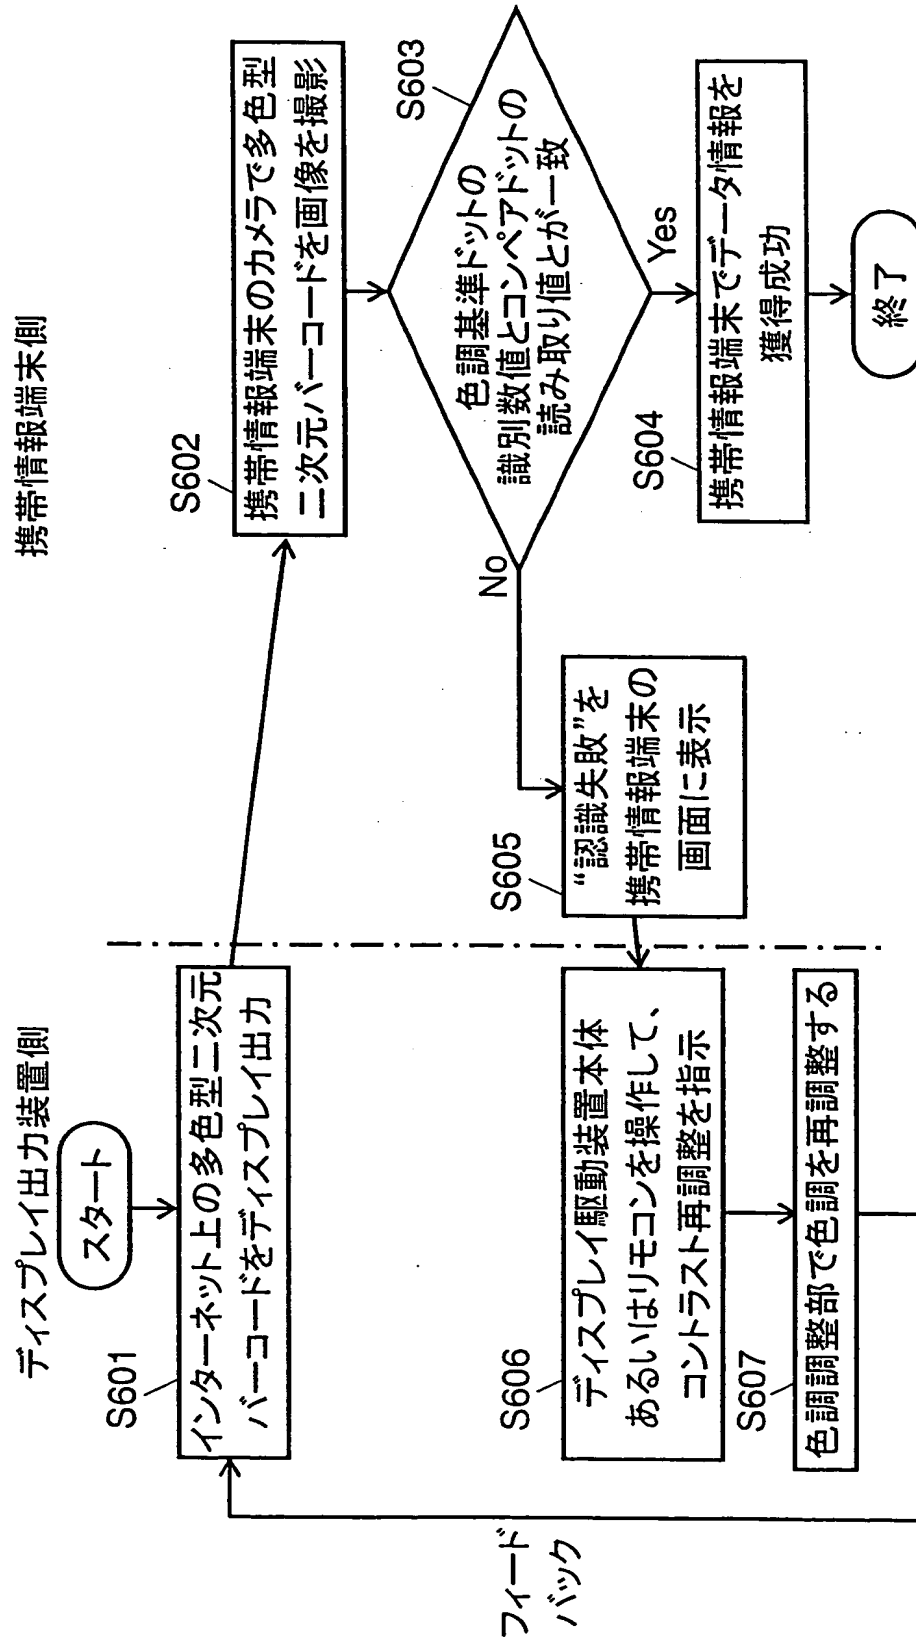 ディスプレイ出力装置側
スタート
S601
インターネット上の多色型二次元
バーコードをディスプレイ出力
携帯情報端末側
S602
携帯情報端末のカメラで多色型
二次元バーコードを画像を撮影
S603
色調基準ドットの
識別数値とコンペアドットの
読み取り値とが一致
Yes
No
S604
携帯情報端末でデータ情報を
獲得成功
終了
S605
“認識失敗”を
携帯情報端末の
画面に表示
S606
ディスプレイ駆動装置本体
あるいはリモコンを操作して、
コントラスト再調整を指示
S607
色調調整部で色調を再調整する
フィード
バック